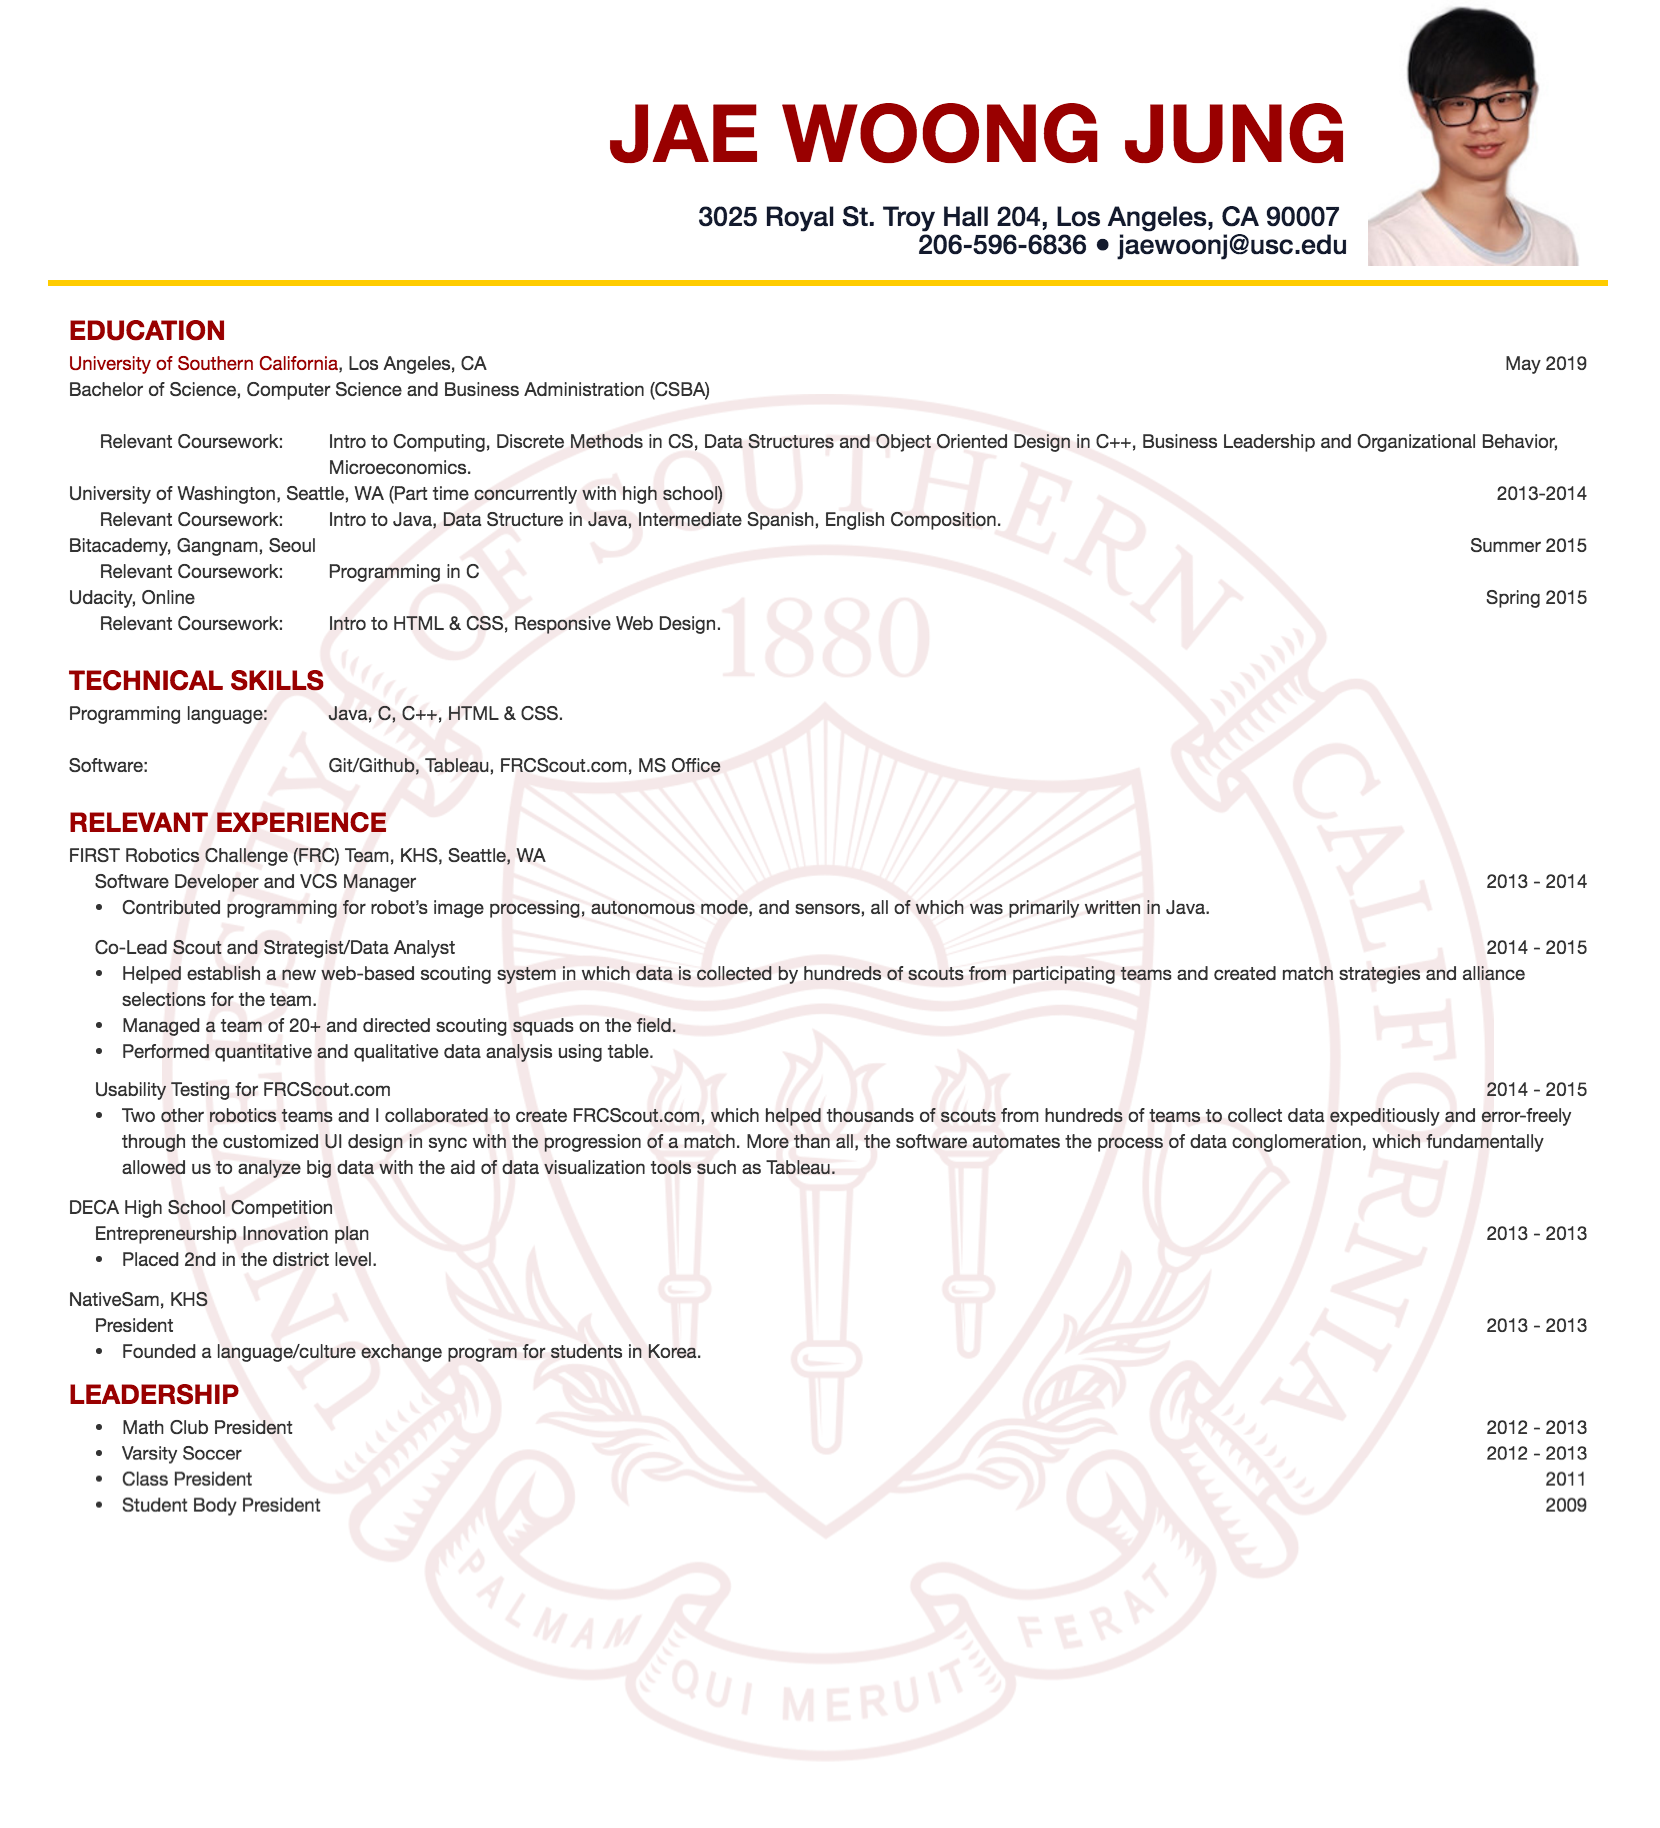 JAE WOONG JUNG
3025 Royal St. Troy Hall 204, Los Angeles, CA 90007
206-596-6836 • jaewoonj@usc.edu
EDUCATION
University of Southern California, Los Angeles, CA May 2019
Bachelor of Science, Computer Science and Business Administration (CSBA)
Relevant Coursework: Intro to Computing, Discrete Methods in CS, Data Structures and Object Oriented Design in C++, Business Leadership and Organizational Behavior,
Microeconomics.
University of Washington, Seattle, WA (Part time concurrently with high school) 2013-2014
Relevant Coursework: Intro to Java, Data Structure in Java, Intermediate Spanish, English Composition.
Bitacademy, Gangnam, Seoul Summer 2015
Relevant Coursework: Programming in C
Udacity, Online Spring 2015
Relevant Coursework: Intro to HTML & CSS, Responsive Web Design.
TECHNICAL SKILLS
Programming language: Java, C, C++, HTML & CSS.
Software: Git/Github, Tableau, FRCScout.com, MS Office
RELEVANT EXPERIENCE
FIRST Robotics Challenge (FRC) Team, KHS, Seattle, WA
Software Developer and VCS Manager 2013 - 2014
• Contributed programming for robot’s image processing, autonomous mode, and sensors, all of which was primarily written in Java.
Co-Lead Scout and Strategist/Data Analyst 2014 - 2015
• Helped establish a new web-based scouting system in which data is collected by hundreds of scouts from participating teams and created match strategies and alliance
selections for the team.
• Managed a team of 20+ and directed scouting squads on the field.
• Performed quantitative and qualitative data analysis using table.
Usability Testing for FRCScout.com 2014 - 2015
• Two other robotics teams and I collaborated to create FRCScout.com, which helped thousands of scouts from hundreds of teams to collect data expeditiously and error-freely
through the customized UI design in sync with the progression of a match. More than all, the software automates the process of data conglomeration, which fundamentally
allowed us to analyze big data with the aid of data visualization tools such as Tableau.
DECA High School Competition
Entrepreneurship Innovation plan 2013 - 2013
• Placed 2nd in the district level.
NativeSam, KHS
President 2013 - 2013
• Founded a language/culture exchange program for students in Korea.
LEADERSHIP
• Math Club President 2012 - 2013
• Varsity Soccer 2012 - 2013
• Class President 2011
• Student Body President 2009
UNIVERSITY OF SOUTHERN CALIFORNIA
1880
PALMAM QUI MERUIT FERAT